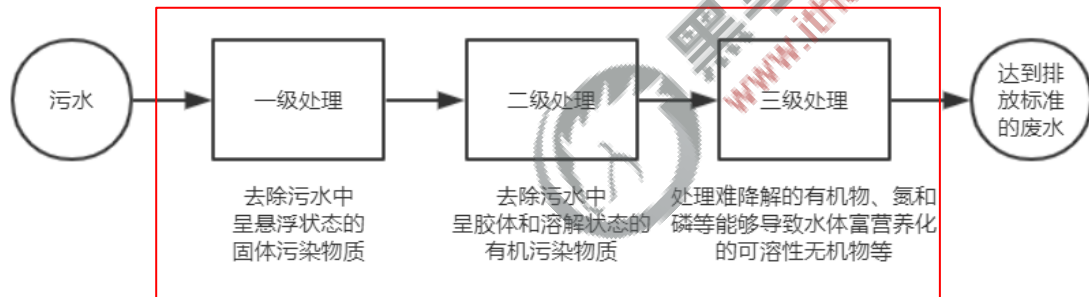 污水
一级处理
二级处理
三级处理
达到排
放标准
的废水
去除污水中
呈悬浮状态的
固体污染物质
去除污水中
呈胶体和溶解状态的
有机污染物质
处理难降解的有机物、氮和
磷等能够导致水体富营养化
的可溶性无机物等